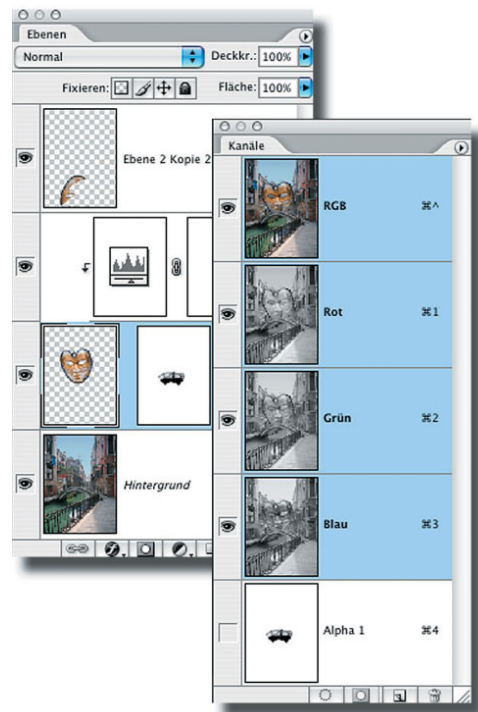 Ebenen
Normal
Deckkr.: 100%
Fixieren:
Fläche: 100%
Ebene 2 Kopie 2
Hintergrund
Kanäle
RGB ⌘^
Rot ⌘1
Grün ⌘2
Blau ⌘3
Alpha 1 ⌘4